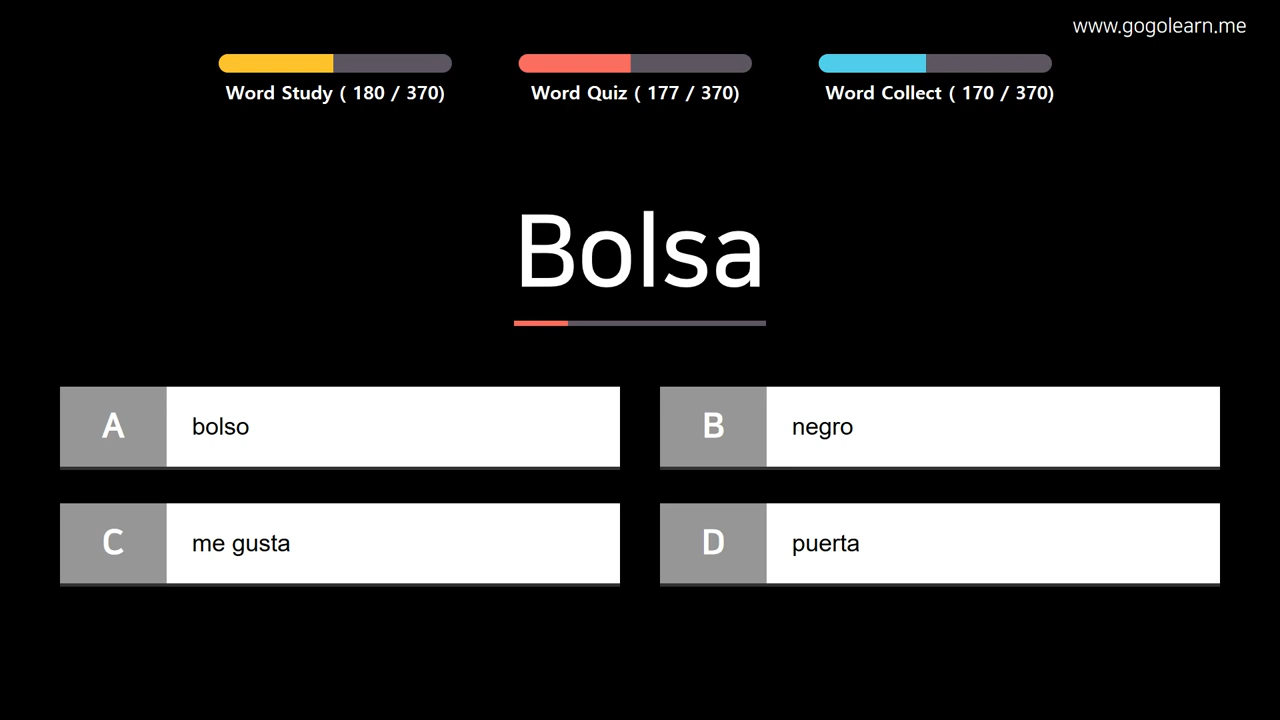 www.gogolearn.me
Word Study ( 180 / 370)
Word Quiz ( 177 / 370)
Word Collect ( 170 / 370)
Bolsa
A bolso
B negro
C me gusta
D puerta